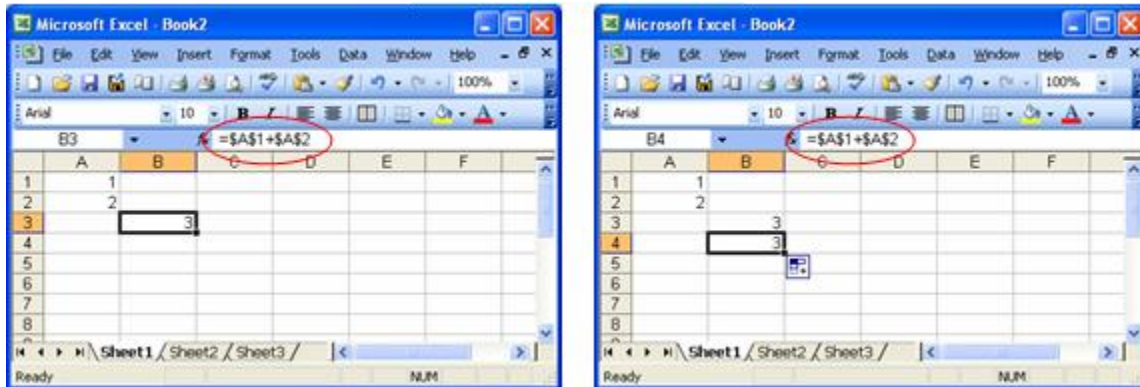 Microsoft Excel - Book2
File Edit View Insert Format Tools Data Window Help
100%
Arial 10 B I A
B3 fx =$A$1+$A$2
A B C D E F
1 1
2 2
3 3
4
5
6
7
8
Sheet1 / Sheet2 / Sheet3 /
Ready NUM
Microsoft Excel - Book2
File Edit View Insert Format Tools Data Window Help
100%
Arial 10 B I A
B4 fx =$A$1+$A$2
A B C D E F
1 1
2 2
3 3
4 3
5
6
7
8
Sheet1 / Sheet2 / Sheet3 /
Ready NUM